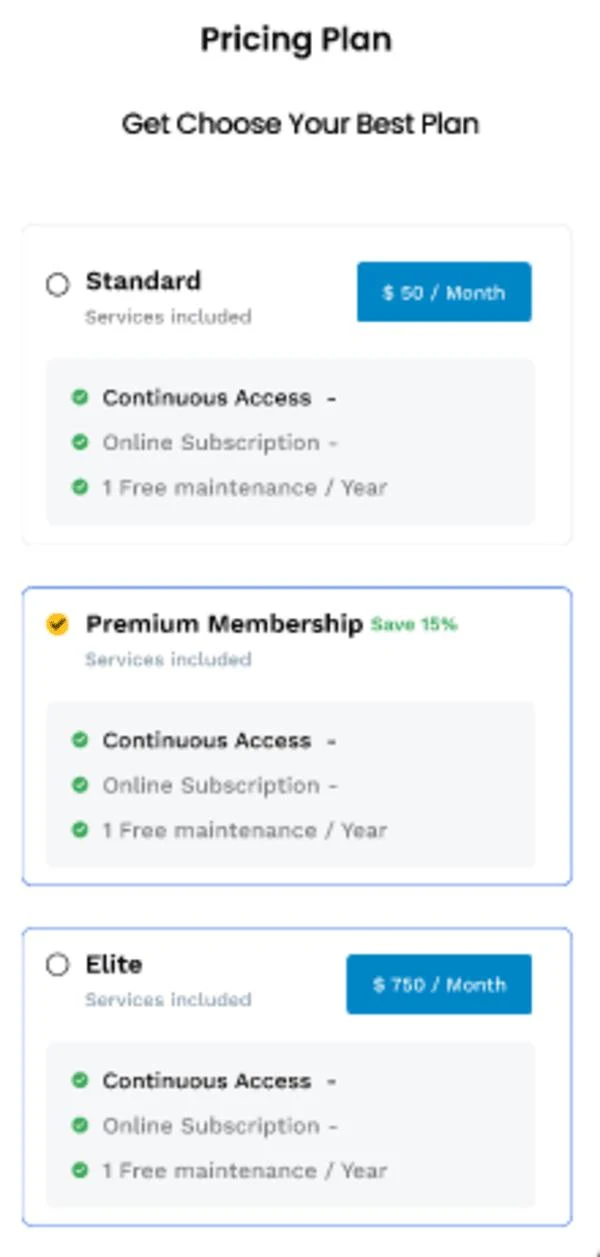 Pricing Plan
Get Choose Your Best Plan
Standard
$ 50 / Month
Services included
Continuous Access -
Online Subscription -
1 Free maintenance / Year
Premium Membership Save 15%
Services included
Continuous Access -
Online Subscription -
1 Free maintenance / Year
Elite
$ 750 / Month
Services included
Continuous Access -
Online Subscription -
1 Free maintenance / Year